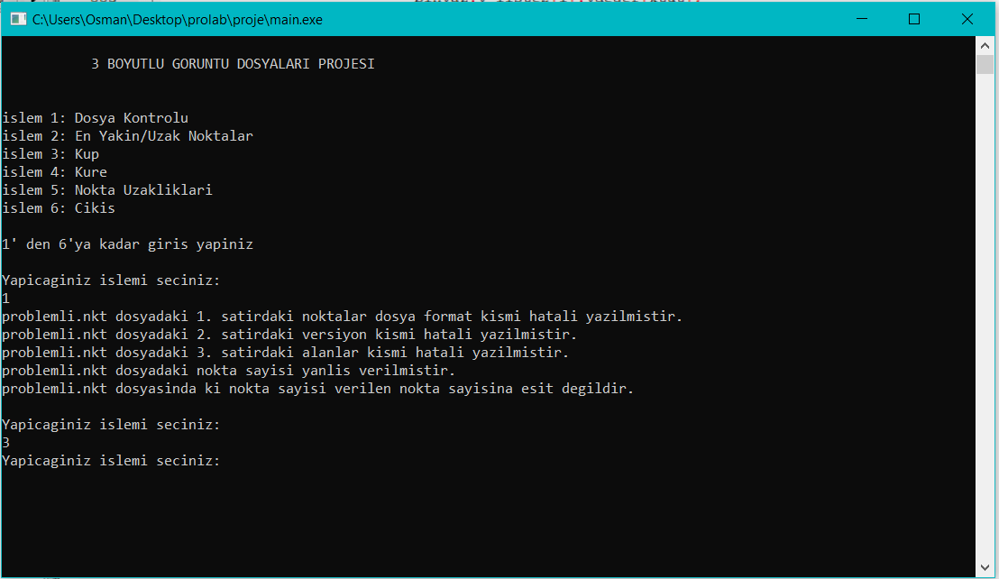 C:\Users\Osman\Desktop\prolab\proje\main.exe
3 BOYUTLU GORUNTU DOSYALARI PROJESI
islem 1: Dosya Kontrolu
islem 2: En Yakin/Uzak Noktalar
islem 3: Kup
islem 4: Kure
islem 5: Nokta Uzakliklari
islem 6: Cikis
1' den 6'ya kadar giris yapiniz
Yapicaginiz islemi seciniz:
1
problemli.nkt dosyadaki 1. satirdaki noktalar dosya format kismi hatali yazilmistir.
problemli.nkt dosyadaki 2. satirdaki versiyon kismi hatali yazilmistir.
problemli.nkt dosyadaki 3. satirdaki alanlar kismi hatali yazilmistir.
problemli.nkt dosyadaki nokta sayisi yanlis verilmistir.
problemli.nkt dosyasinda ki nokta sayisi verilen nokta sayisina esit degildir.
Yapicaginiz islemi seciniz:
3
Yapicaginiz islemi seciniz: